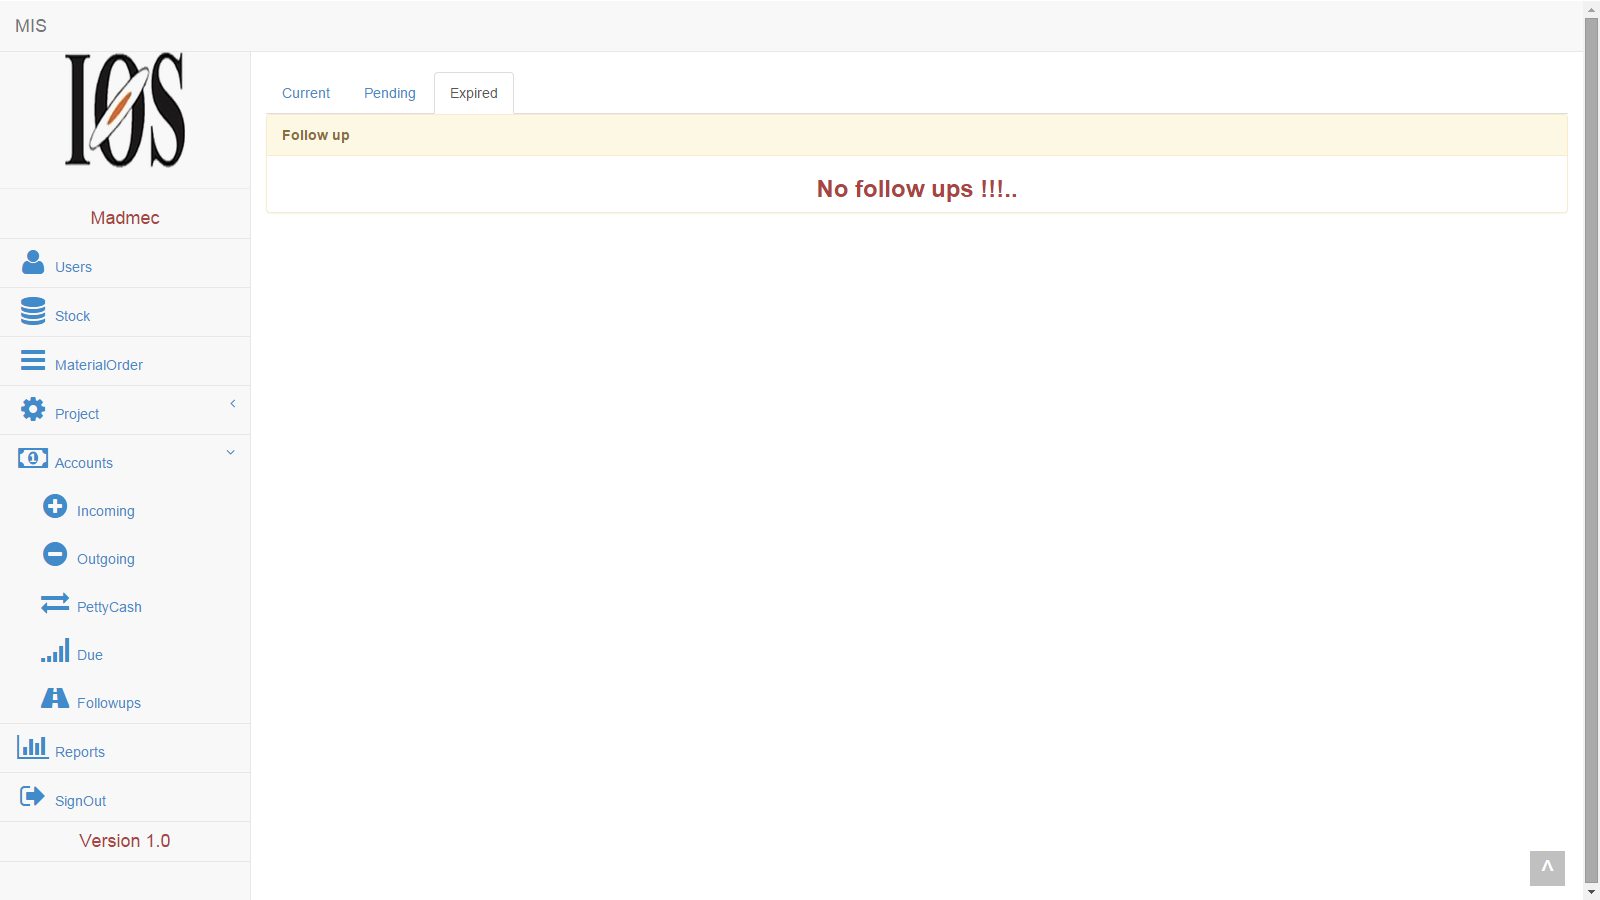 MIS
IOS
Madmec
Users
Stock
MaterialOrder
Project
Accounts
Incoming
Outgoing
PettyCash
Due
Followups
Reports
SignOut
Version 1.0
Current Pending Expired
Follow up
No follow ups !!!..
^